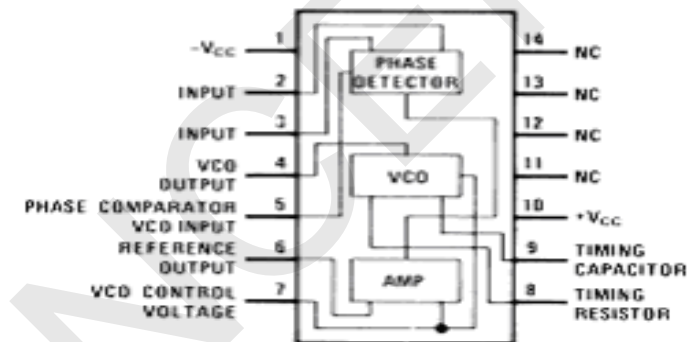 1
-VCC
2
INPUT
3
INPUT
4
VCO
OUTPUT
5
PHASE COMPARATOR
VCO INPUT
6
REFERENCE
OUTPUT
7
VCO CONTROL
VOLTAGE
PHASE
DETECTOR
VCO
AMP
14
NC
13
NC
12
NC
11
NC
10
+VCC
9
TIMING
CAPACITOR
8
TIMING
RESISTOR